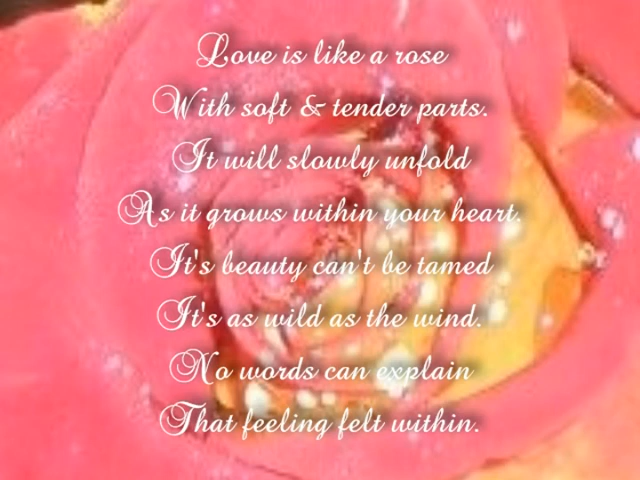 Love is like a rose
With soft & tender parts.
It will slowly unfold
As it grows within your heart.
It's beauty can't be tamed
It's as wild as the wind.
No words can explain
That feeling felt within.